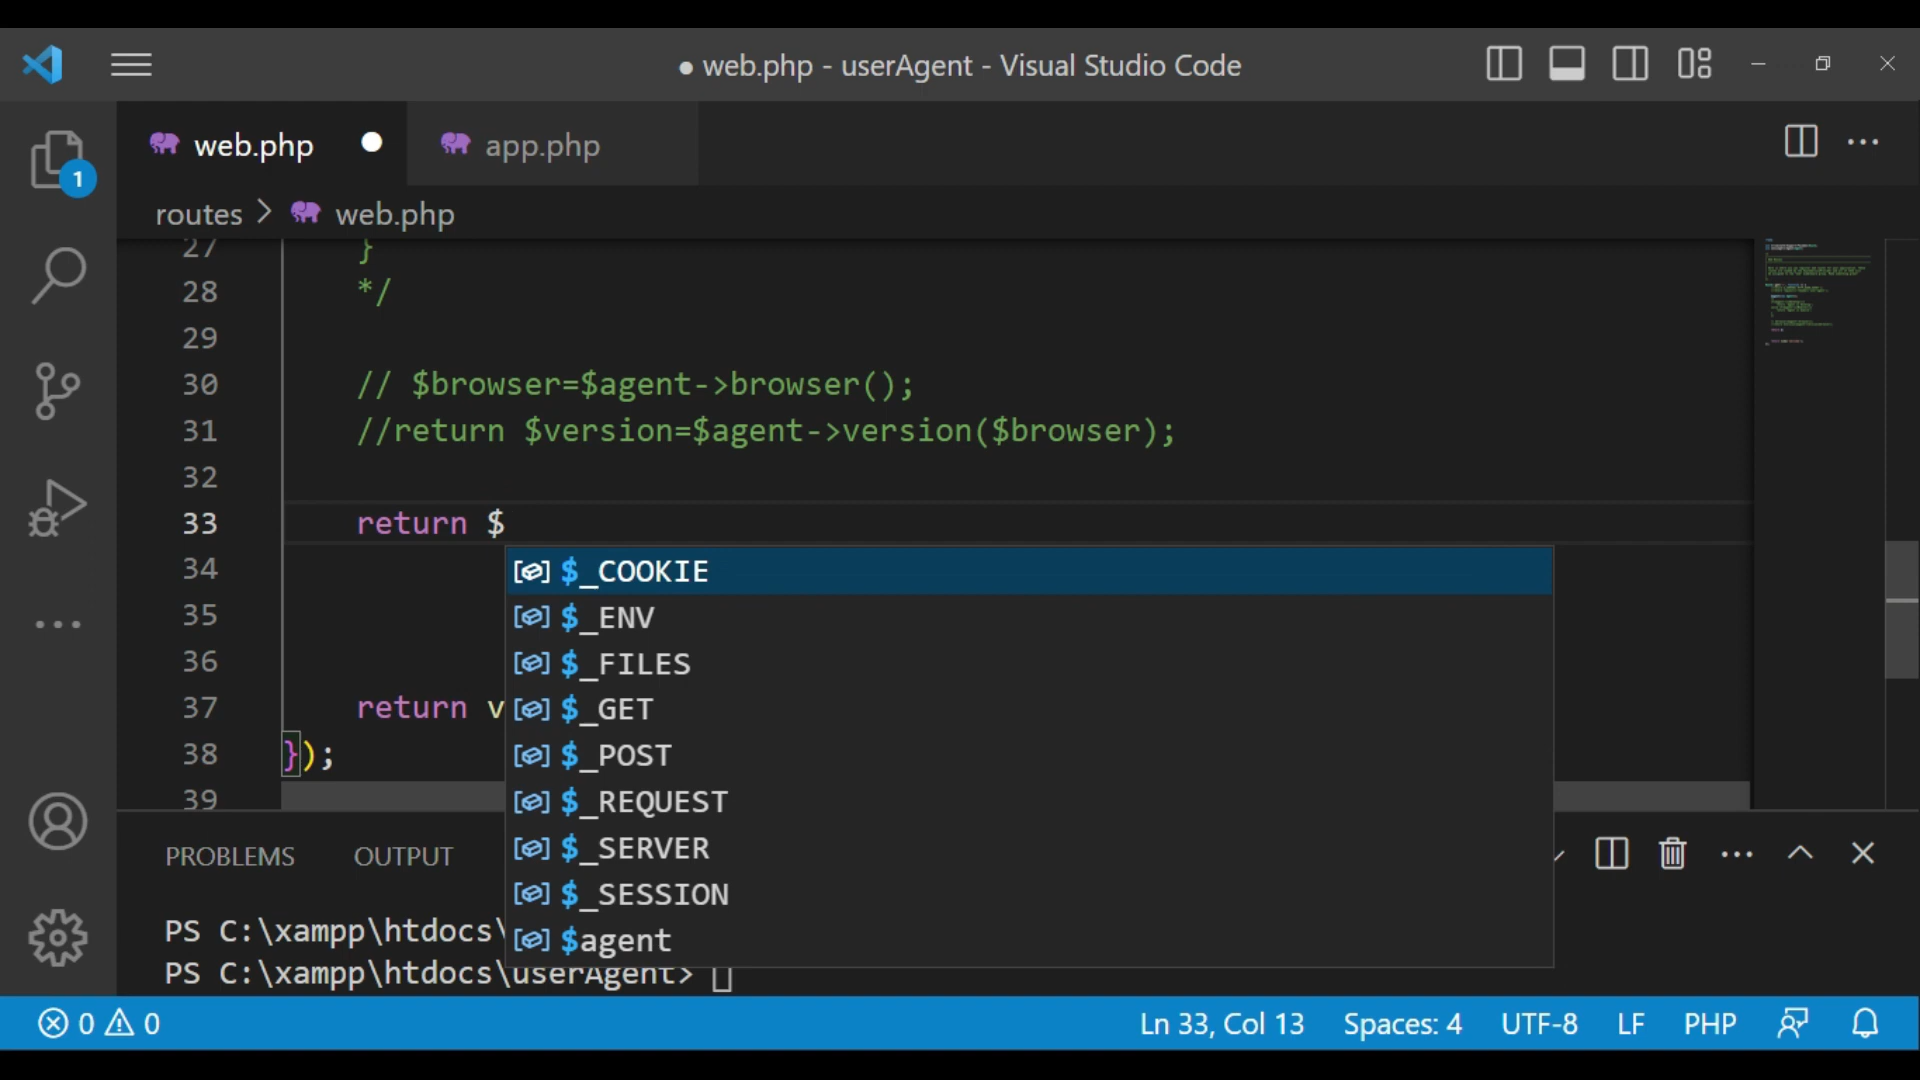 ● web.php - userAgent - Visual Studio Code
web.php ● app.php
1
routes > web.php
27 }
28 */
29
30 // $browser=$agent->browser();
31 //return $version=$agent->version($browser);
32
33 return $
34 $_COOKIE
$_ENV
35
36 $_FILES
37 return v $_GET
38 }); $_POST
39 $_REQUEST
PROBLEMS OUTPUT $_SERVER
$_SESSION
PS C:\xampp\htdocs\ $agent
PS C:\xampp\htdocs\userAgent>
0 0 Ln 33, Col 13 Spaces: 4 UTF-8 LF PHP